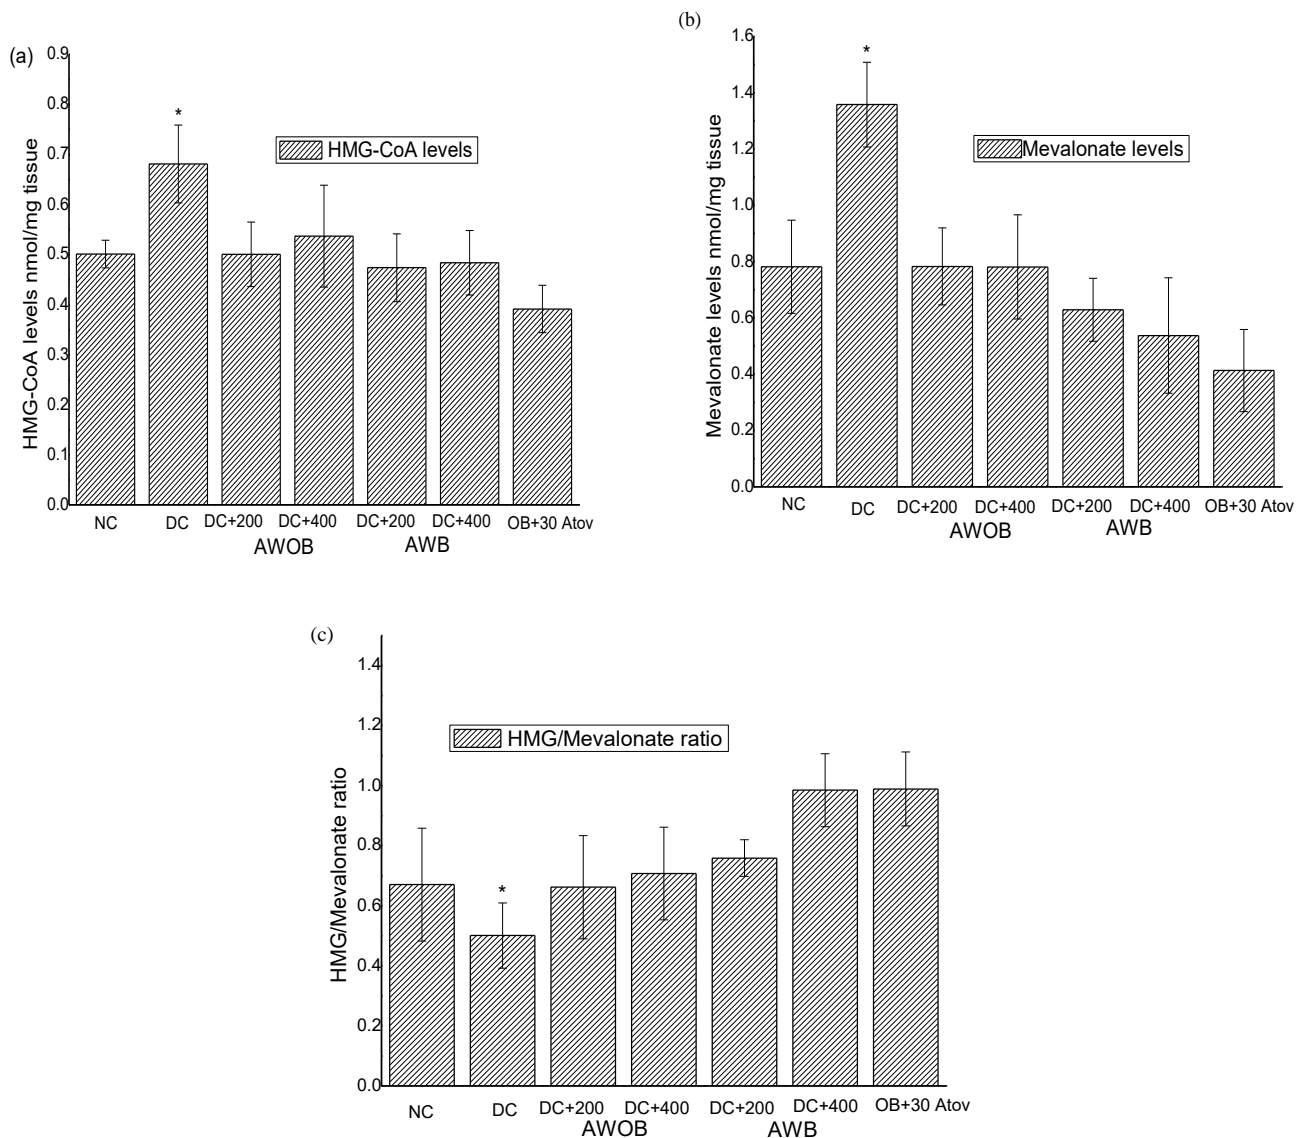 (a)
HMG-CoA levels nmol/mg tissue
0.9
0.8
0.7
0.6
0.5
0.4
0.3
0.2
0.1
0.0
*
HMG-CoA levels
NC DC DC+200 DC+400 DC+200 DC+400 OB+30 Atov
AWOB AWB
(b)
Mevalonate levels nmol/mg tissue
1.6
1.4
1.2
1.0
0.8
0.6
0.4
0.2
0.0
*
Mevalonate levels
NC DC DC+200 DC+400 DC+200 DC+400 OB+30 Atov
AWOB AWB
(c)
HMG/Mevalonate ratio
1.4
1.2
1.0
0.8
0.6
0.4
0.2
0.0
*
HMG/Mevalonate ratio
NC DC DC+200 DC+400 DC+200 DC+400 OB+30 Atov
AWOB AWB